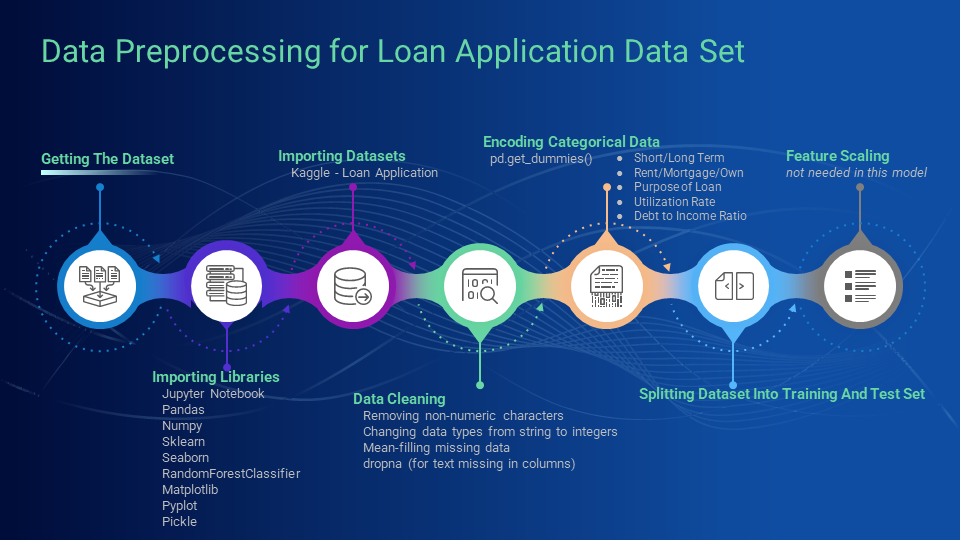 Data Preprocessing for Loan Application Data Set
Getting The Dataset
Importing Libraries
Jupyter Notebook
Pandas
Numpy
Sklearn
Seaborn
RandomForestClassifier
Matplotlib
Pyplot
Pickle
Importing Datasets
Kaggle - Loan Application
Data Cleaning
Removing non-numeric characters
Changing data types from string to integers
Mean-filling missing data
dropna (for text missing in columns)
Encoding Categorical Data
pd.get_dummies()
Short/Long Term
Rent/Mortgage/Own
Purpose of Loan
Utilization Rate
Debt to Income Ratio
Splitting Dataset Into Training And Test Set
Feature Scaling
not needed in this model